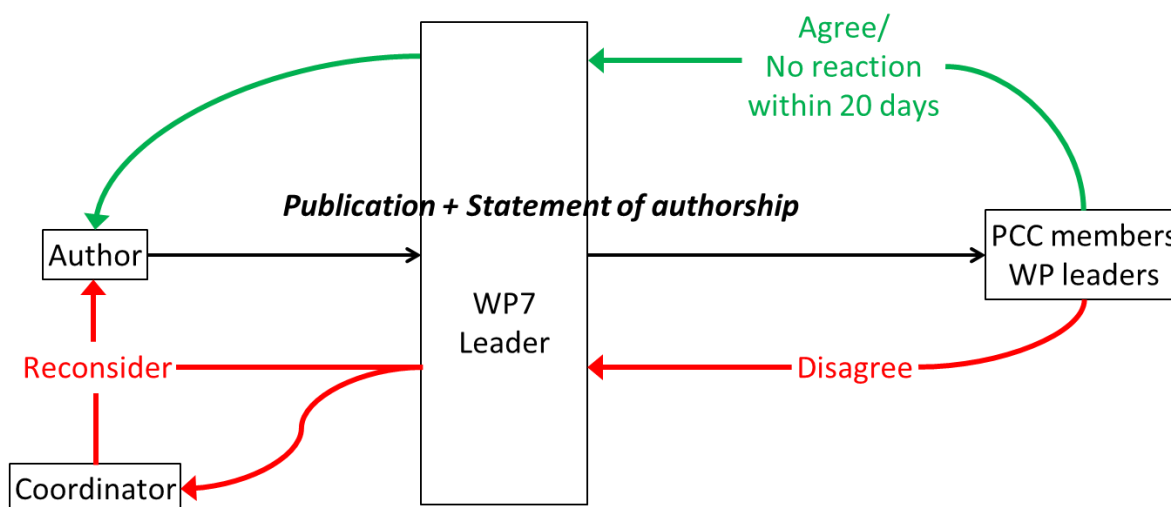 Agree/
No reaction
within 20 days
Publication + Statement of authorship
Author
PCC members
WP leaders
WP7
Leader
Reconsider
Disagree
Coordinator